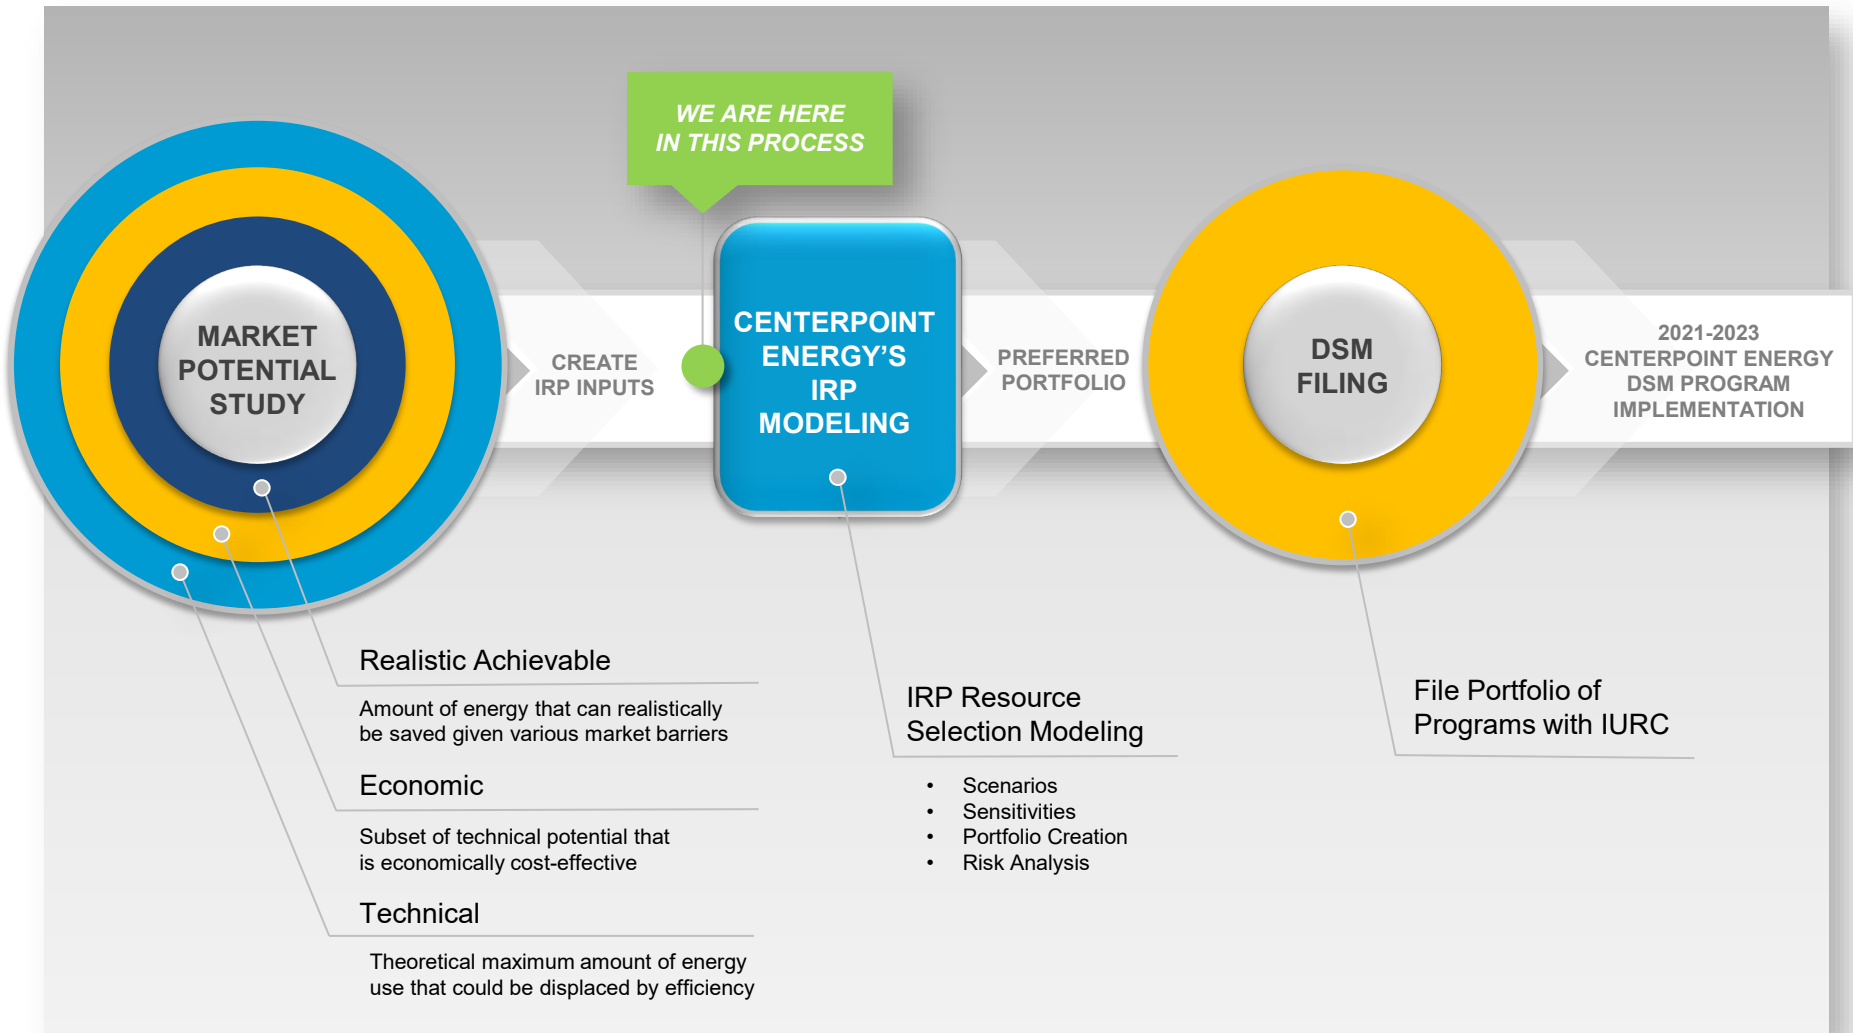 WE ARE HERE
IN THIS PROCESS
MARKET
POTENTIAL
STUDY
CREATE
IRP INPUTS
CENTERPOINT
ENERGY’S
IRP
MODELING
PREFERRED
PORTFOLIO
DSM
FILING
2021-2023
CENTERPOINT ENERGY
DSM PROGRAM
IMPLEMENTATION
Realistic Achievable
Amount of energy that can realistically
be saved given various market barriers
Economic
Subset of technical potential that
is economically cost-effective
Technical
Theoretical maximum amount of energy
use that could be displaced by efficiency
IRP Resource
Selection Modeling
• Scenarios
• Sensitivities
• Portfolio Creation
• Risk Analysis
File Portfolio of
Programs with IURC